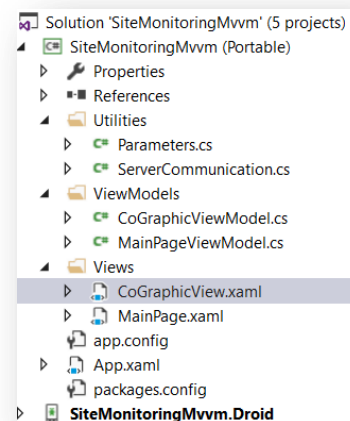 Solution 'SiteMonitoringMvvm' (5 projects)
C# SiteMonitoringMvvm (Portable)
Properties
References
Utilities
C# Parameters.cs
C# ServerCommunication.cs
ViewModels
C# CoGraphicViewModel.cs
C# MainPageViewModel.cs
Views
CoGraphicView.xaml
MainPage.xaml
app.config
App.xaml
packages.config
SiteMonitoringMvvm.Droid